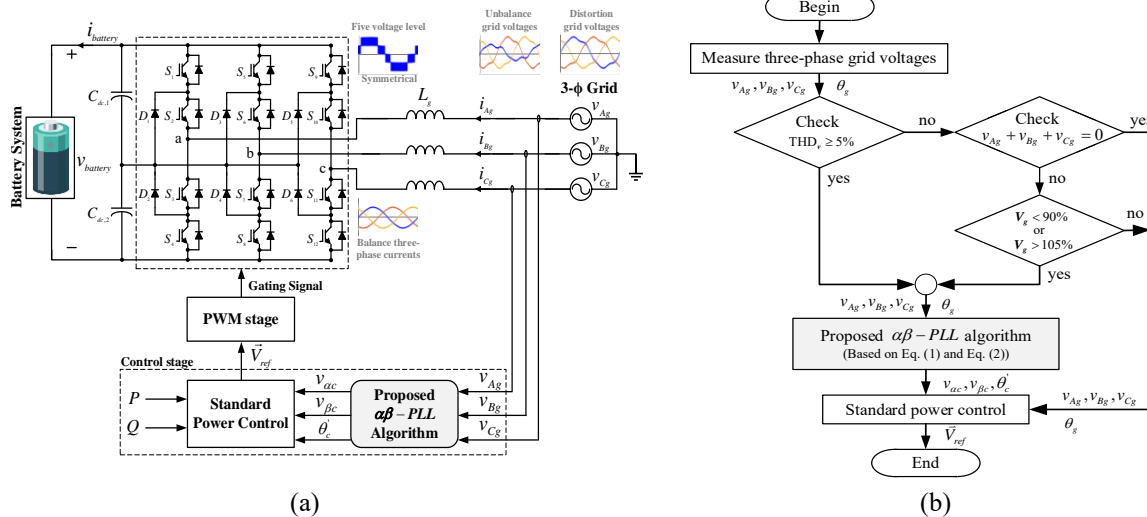 i_battery
Battery System
+
v_battery
−
C_dc,1
C_dc,2
S_1
S_5
S_9
D_1
S_2
D_3
S_6
D_5
S_10
a
b
c
D_2
S_3
D_4
S_7
D_6
S_11
S_4
S_8
S_12
Five voltage level
Symmetrical
Unbalance
grid voltages
Distortion
grid voltages
3-ϕ Grid
L_g
i_Ag
v_Ag
i_Bg
v_Bg
i_Cg
v_Cg
Balance three-
phase currents
Gating Signal
PWM stage
V⃗_ref
Control stage
P
Q
Standard
Power Control
v_αc
v_βc
θ'_c
Proposed
αβ – PLL
Algorithm
v_Ag
v_Bg
v_Cg
(a)
Begin
Measure three-phase grid voltages
v_Ag , v_Bg , v_Cg θ_g
Check
THD_v ≥ 5%
no
Check
v_Ag + v_Bg + v_Cg = 0
yes
yes
no
V_g < 90%
or
V_g >105%
no
yes
v_Ag , v_Bg , v_Cg θ_g
Proposed αβ – PLL algorithm
(Based on Eq. (1) and Eq. (2))
v_αc , v_βc , θ'_c
Standard power control
v_Ag , v_Bg , v_Cg
θ_g
V⃗_ref
End
(b)